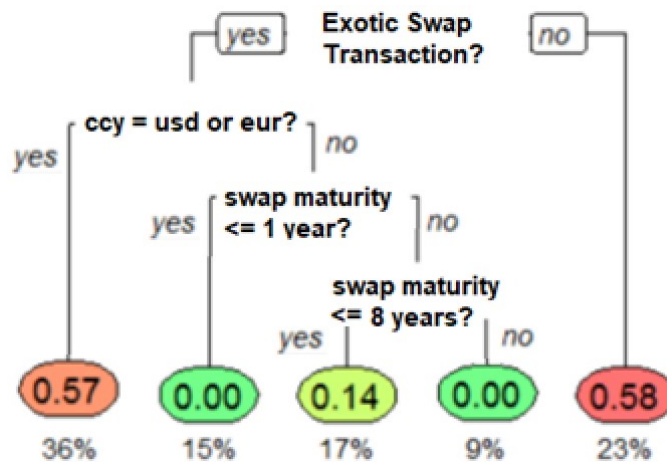 yes Exotic Swap no
Transaction?
ccy = usd or eur?
yes no
swap maturity
<= 1 year?
yes no
swap maturity
<= 8 years?
yes no
0.57 0.00 0.14 0.00 0.58
36% 15% 17% 9% 23%